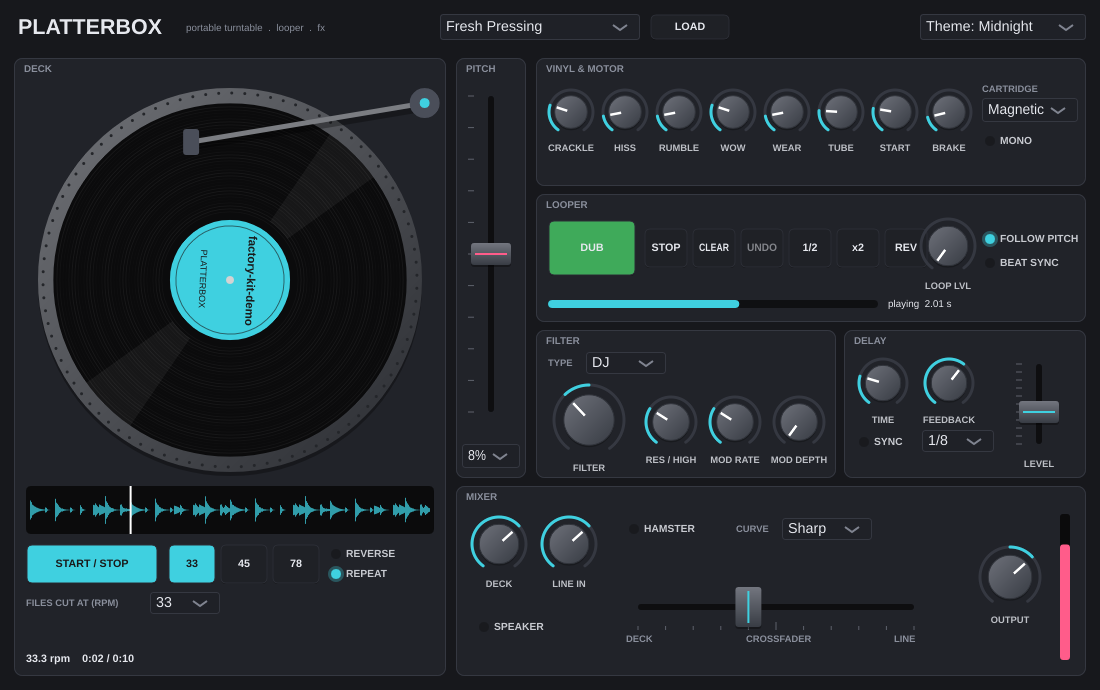 PLATTERBOX
portable turntable . looper . fx
Fresh Pressing
LOAD
Theme: Midnight
DECK
factory-kit-demo
PLATTERBOX
START / STOP
33
45
78
REVERSE
REPEAT
FILES CUT AT (RPM)
33
33.3 rpm
0:02 / 0:10
PITCH
8%
VINYL & MOTOR
CRACKLE
HISS
RUMBLE
WOW
WEAR
TUBE
START
BRAKE
CARTRIDGE
Magnetic
MONO
LOOPER
DUB
STOP
CLEAR
UNDO
1/2
x2
REV
LOOP LVL
FOLLOW PITCH
BEAT SYNC
playing 2.01 s
FILTER
TYPE
DJ
FILTER
RES / HIGH
MOD RATE
MOD DEPTH
DELAY
TIME
FEEDBACK
SYNC
1/8
LEVEL
MIXER
DECK
LINE IN
SPEAKER
HAMSTER
CURVE
Sharp
DECK
CROSSFADER
LINE
OUTPUT